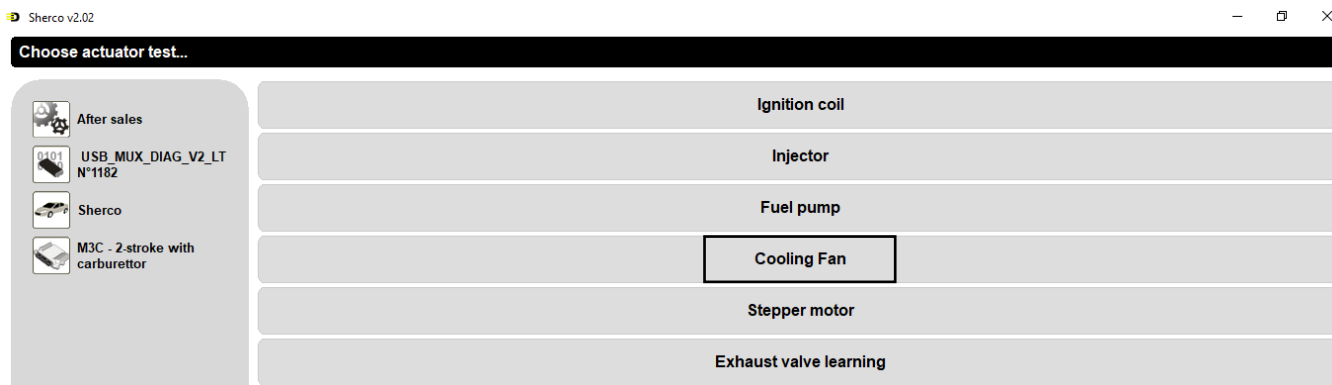 Sherco v2.02
Choose actuator test...
After sales
USB_MUX_DIAG_V2_LT
N°1182
Sherco
M3C - 2-stroke with
carburettor
Ignition coil
Injector
Fuel pump
Cooling Fan
Stepper motor
Exhaust valve learning